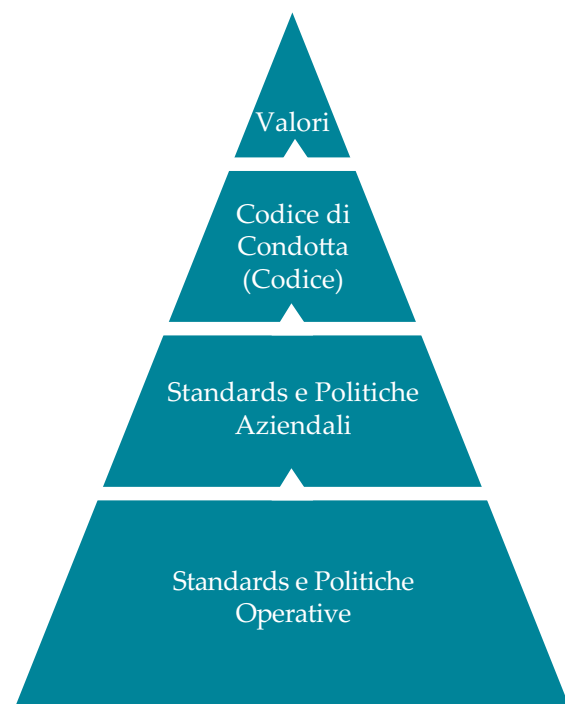 Valori
Codice di
Condotta
(Codice)
Standards e Politiche
Aziendali
Standards e Politiche
Operative